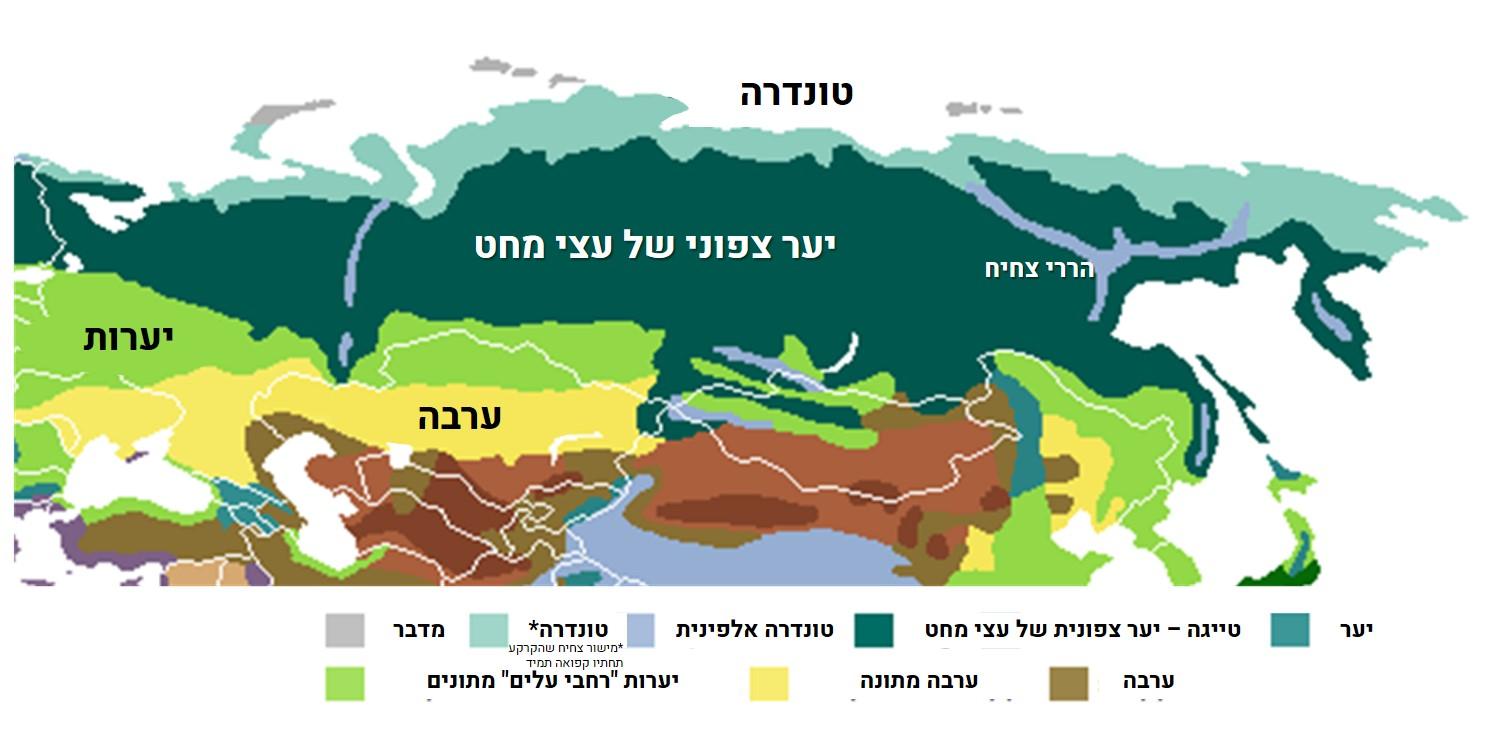 טונדרה
יער צפוני של עצי מחט
הררי צחיח
יערות
ערבה
יער
טייגה – יער צפונית של עצי מחט
טונדרה אלפינית
טונדרה*
*מישור צחיח שהקרקע
תחתיו קפואה תמיד
מדבר
ערבה
ערבה מתונה
יערות "רחבי עלים" מתונים